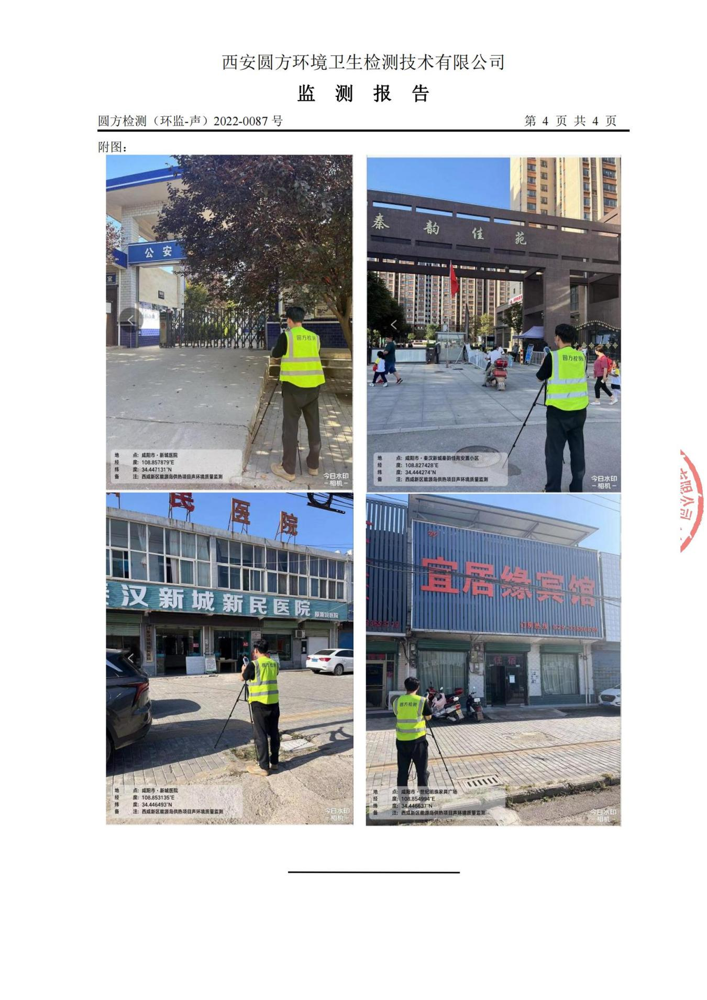 西安圆方环境卫生检测技术有限公司
监 测 报 告
圆方检测（环监-声）2022-0087 号
第 4 页 共 4 页
附图：
公安
室
圆方检测
地 点: 咸阳市·新城医院
经 度: 108.857879°E
纬 度: 34.447131°N
备 注: 西咸新区能源岛供热项目声环境质量监测
今日水印
-相机-
秦韵佳苑
圆方检测
地 点: 咸阳市·秦汉新城秦韵佳苑安置小区
经 度: 108.827428°E
纬 度: 34.444274°N
备 注: 西咸新区能源岛供热项目声环境质量监测
今日水印
-相机-
民医院
汉新城新民医院
原新城医院
圆方检测
地 点: 咸阳市·新城医院
经 度: 108.853135°E
纬 度: 34.446493°N
备 注: 西咸新区能源岛供热项目声环境质量监测
今日水印
-相机-
宜居缘宾馆
订房热线
住宿
圆方检测
地 点: 咸阳市·世纪明珠家具广场
经 度: 108.854994°E
纬 度: 34.446637°N
备 注: 西咸新区能源岛供热项目声环境质量监测
今日水印
-相机-
限公司